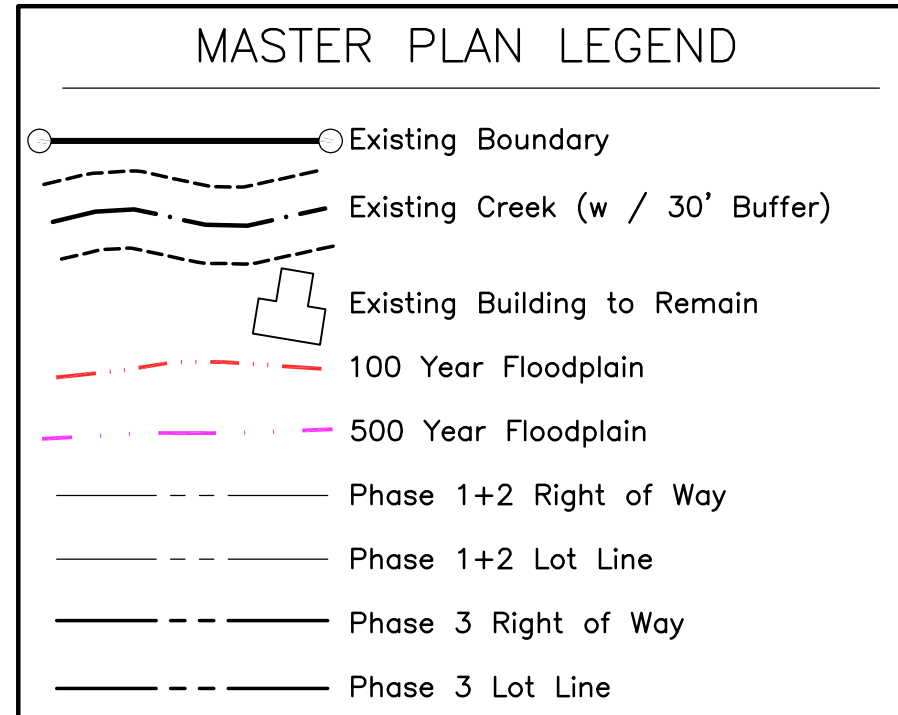 MASTER PLAN LEGEND
Existing Boundary
Existing Creek (w / 30' Buffer)
Existing Building to Remain
100 Year Floodplain
500 Year Floodplain
Phase 1+2 Right of Way
Phase 1+2 Lot Line
Phase 3 Right of Way
Phase 3 Lot Line